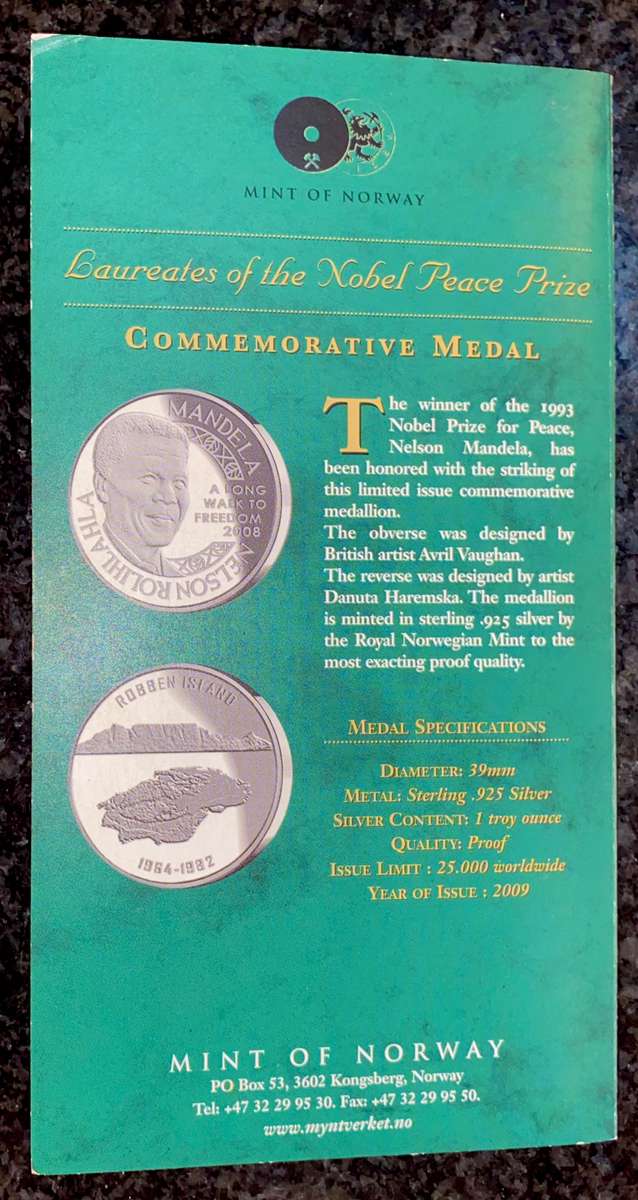 MINT OF NORWAY
Laureates of the Nobel Peace Prize
COMMEMORATIVE MEDAL
MANDELA
A LONG
WALK TO
FREEDOM
2008
NELSON ROLIHLAHLA
The winner of the 1993
Nobel Prize for Peace,
Nelson Mandela, has
been honored with the striking of
this limited issue commemorative
medallion.
The obverse was designed by
British artist Avril Vaughan.
The reverse was designed by artist
Danuta Haremska. The medallion
is minted in sterling .925 silver by
the Royal Norwegian Mint to the
most exacting proof quality.
ROBBEN ISLAND
1964-1982
MEDAL SPECIFICATIONS
DIAMETER: 39mm
METAL: Sterling .925 Silver
SILVER CONTENT: 1 troy ounce
QUALITY: Proof
ISSUE LIMIT : 25.000 worldwide
YEAR OF ISSUE : 2009
MINT OF NORWAY
PO Box 53, 3602 Kongsberg, Norway
Tel: +47 32 29 95 30. Fax: +47 32 29 95 50.
www.myntverket.no